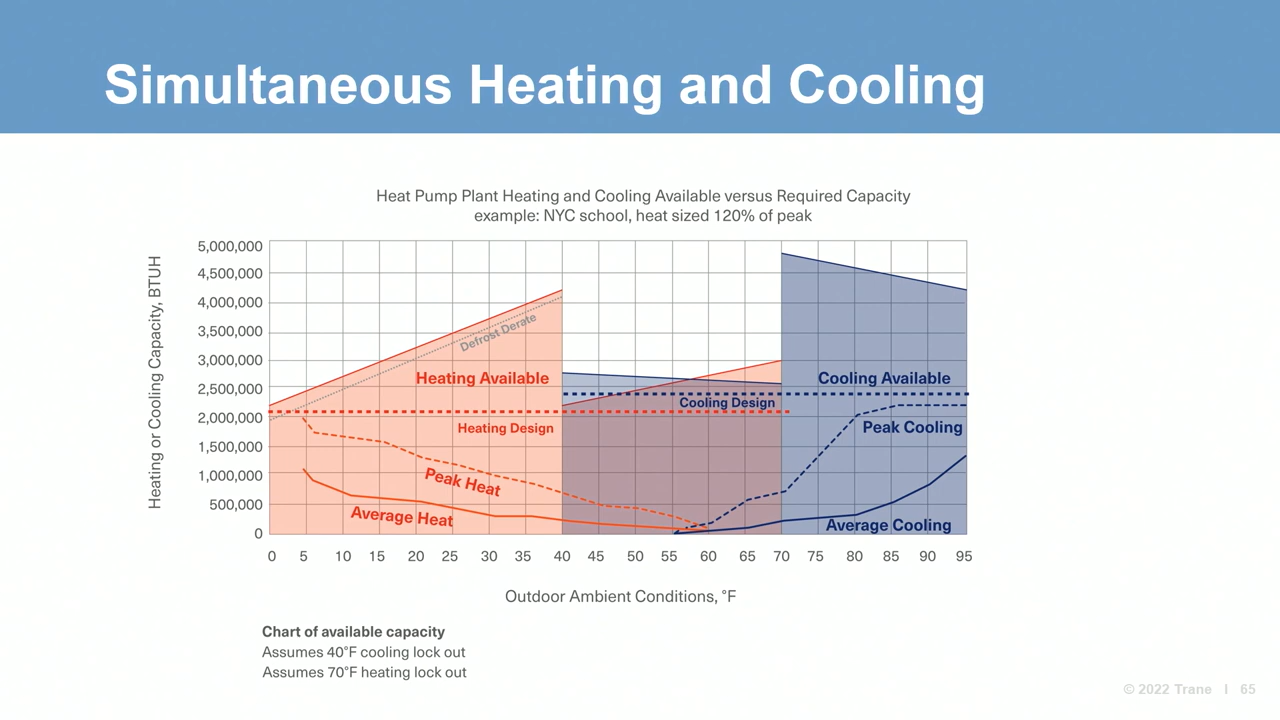 Simultaneous Heating and Cooling
Heat Pump Plant Heating and Cooling Available versus Required Capacity
example: NYC school, heat sized 120% of peak
Heating or Cooling Capacity, BTUH
5,000,000
4,500,000
4,000,000
3,500,000
3,000,000
2,500,000
2,000,000
1,500,000
1,000,000
500,000
0
Defrost Derate
Heating Available
Cooling Available
Cooling Design
Heating Design
Peak Cooling
Peak Heat
Average Heat
Average Cooling
0 5 10 15 20 25 30 35 40 45 50 55 60 65 70 75 80 85 90 95
Outdoor Ambient Conditions, °F
Chart of available capacity
Assumes 40°F cooling lock out
Assumes 70°F heating lock out
© 2022 Trane | 65